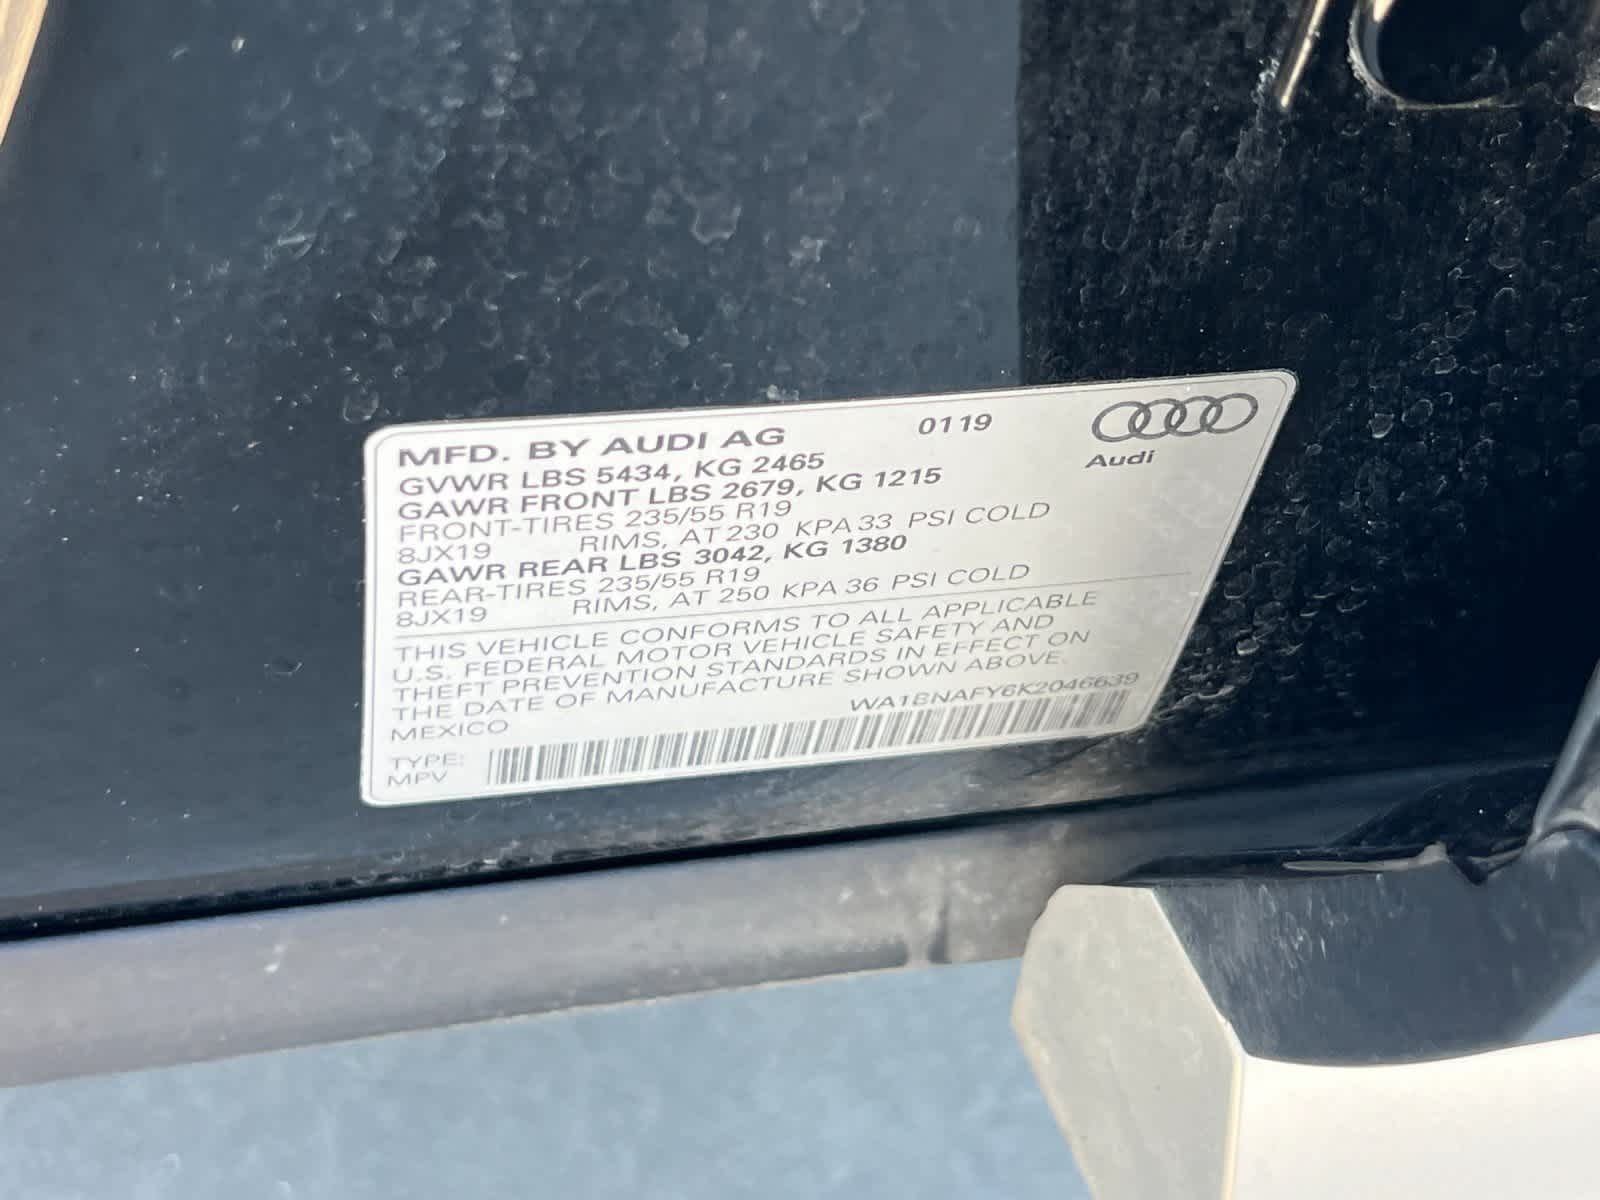 MFD. BY AUDI AG 0119
Audi
GVWR LBS 5434, KG 2465
GAWR FRONT LBS 2679, KG 1215
FRONT-TIRES 235/55 R19
8JX19 RIMS, AT 230 KPA 33 PSI COLD
GAWR REAR LBS 3042, KG 1380
REAR-TIRES 235/55 R19
8JX19 RIMS, AT 250 KPA 36 PSI COLD
THIS VEHICLE CONFORMS TO ALL APPLICABLE
U.S. FEDERAL MOTOR VEHICLE SAFETY AND
THEFT PREVENTION STANDARDS IN EFFECT ON
THE DATE OF MANUFACTURE SHOWN ABOVE.
MEXICO WA1BNAFY6K2046639
TYPE:
MPV